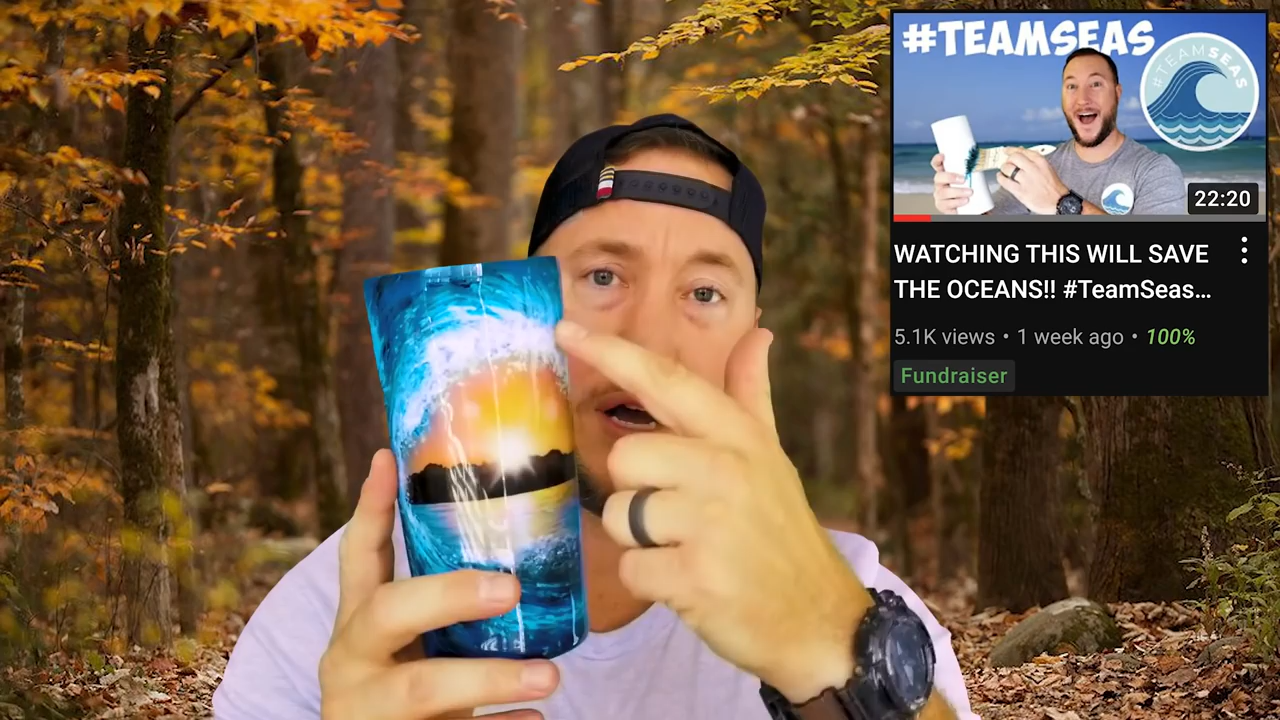 #TEAMSEAS
#TEAMSEAS
22:20
WATCHING THIS WILL SAVE
THE OCEANS!! #TeamSeas...
5.1K views • 1 week ago • 100%
Fundraiser